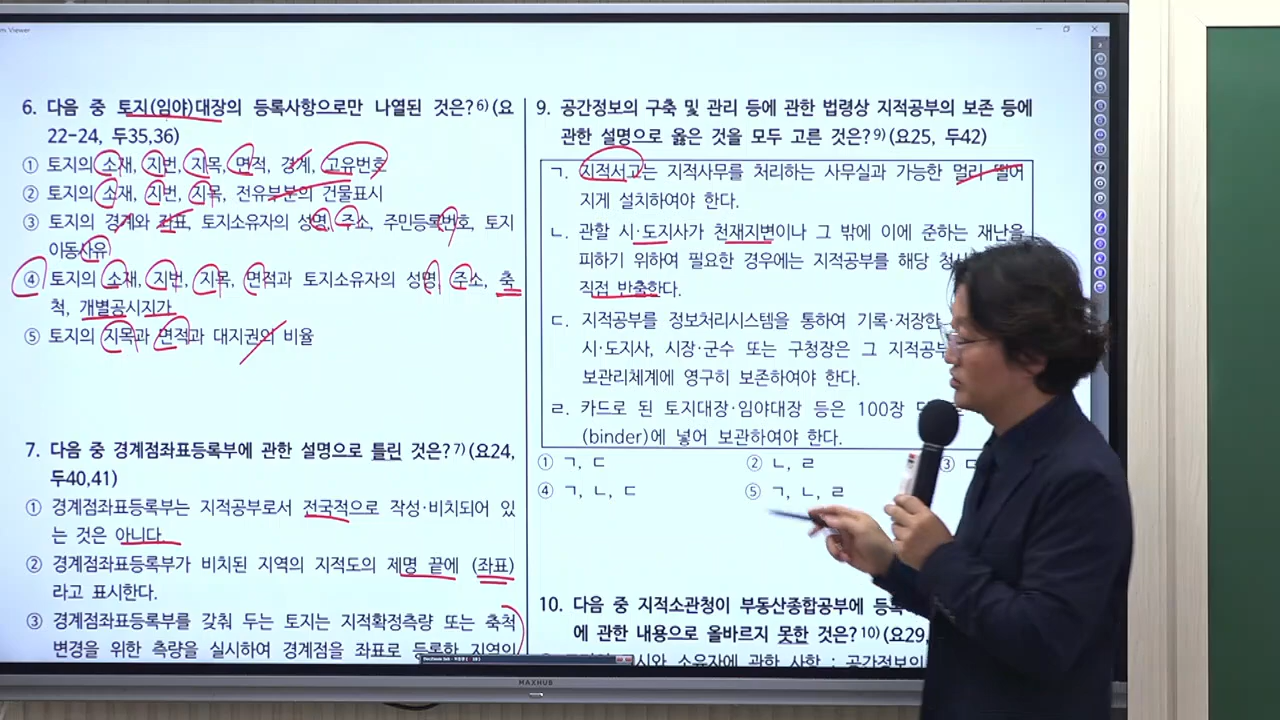 6. 다음 중 토지(임야)대장의 등록사항으로만 나열된 것은?6) (요
22-24, 두35,36)
① 토지의 소재, 지번, 지목, 면적, 경계, 고유번호
② 토지의 소재, 지번, 지목, 전유부분의 건물표시
③ 토지의 경계와 좌표, 토지소유자의 성명, 주소, 주민등록번호, 토지
이동사유
④ 토지의 소재, 지번, 지목, 면적과 토지소유자의 성명, 주소, 축
척, 개별공시지가
⑤ 토지의 지목과 면적과 대지권의 비율
7. 다음 중 경계점좌표등록부에 관한 설명으로 틀린 것은?7) (요24,
두40,41)
① 경계점좌표등록부는 지적공부로서 전국적으로 작성·비치되어 있
는 것은 아니다.
② 경계점좌표등록부가 비치된 지역의 지적도의 제명 끝에 (좌표)
라고 표시한다.
③ 경계점좌표등록부를 갖춰 두는 토지는 지적확정측량 또는 축척
변경을 위한 측량을 실시하여 경계점을 좌표로 등록한 지역의
9. 공간정보의 구축 및 관리 등에 관한 법령상 지적공부의 보존 등에
관한 설명으로 옳은 것을 모두 고른 것은?9) (요25, 두42)
ㄱ. 지적서고는 지적사무를 처리하는 사무실과 가능한 멀리 떨어
지게 설치하여야 한다.
ㄴ. 관할 시·도지사가 천재지변이나 그 밖에 이에 준하는 재난을
피하기 위하여 필요한 경우에는 지적공부를 해당 청사
직접 반출한다.
ㄷ. 지적공부를 정보처리시스템을 통하여 기록·저장한
시·도지사, 시장·군수 또는 구청장은 그 지적공부
보관리체계에 영구히 보존하여야 한다.
ㄹ. 카드로 된 토지대장·임야대장 등은 100장
(binder)에 넣어 보관하여야 한다.
① ㄱ, ㄷ ② ㄴ, ㄹ ③
④ ㄱ, ㄴ, ㄷ ⑤ ㄱ, ㄴ, ㄹ
10. 다음 중 지적소관청이 부동산종합공부에 등록
에 관한 내용으로 올바르지 못한 것은?10) (요29,
MAXHUB